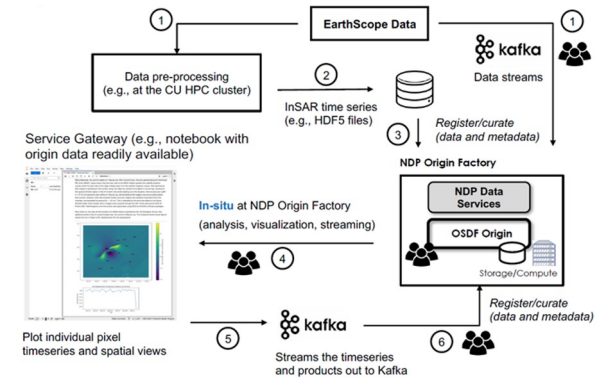 EarthScope Data
1
1
kafka
Data streams
Data pre-processing
(e.g., at the CU HPC cluster)
2
InSAR time series
(e.g., HDF5 files)
3
Register/curate
(data and metadata)
Service Gateway (e.g., notebook with
origin data readily available)
NDP Origin Factory
NDP Data
Services
OSDF Origin
Storage/Compute
In-situ at NDP Origin Factory
(analysis, visualization, streaming)
4
Register/curate
(data and metadata)
Plot individual pixel
timeseries and spatial views
5
kafka
Streams the timeseries
and products out to Kafka
6